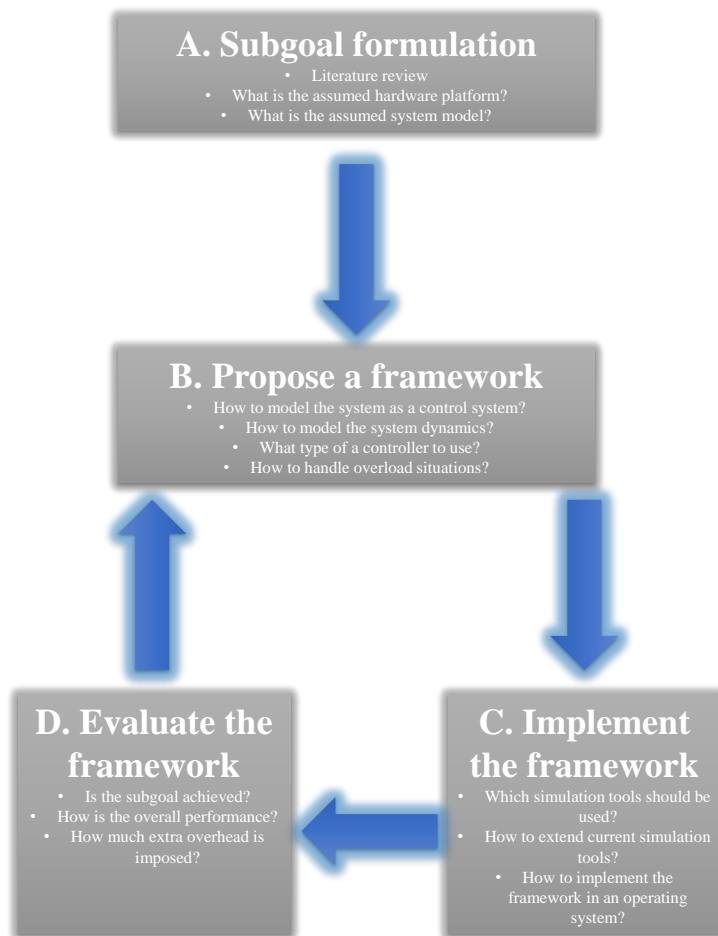 A. Subgoal formulation
• Literature review
• What is the assumed hardware platform?
• What is the assumed system model?
B. Propose a framework
• How to model the system as a control system?
• How to model the system dynamics?
• What type of a controller to use?
• How to handle overload situations?
D. Evaluate the
framework
• Is the subgoal achieved?
• How is the overall performance?
• How much extra overhead is
imposed?
C. Implement
the framework
• Which simulation tools should be
used?
• How to extend current simulation
tools?
• How to implement the
framework in an operating
system?